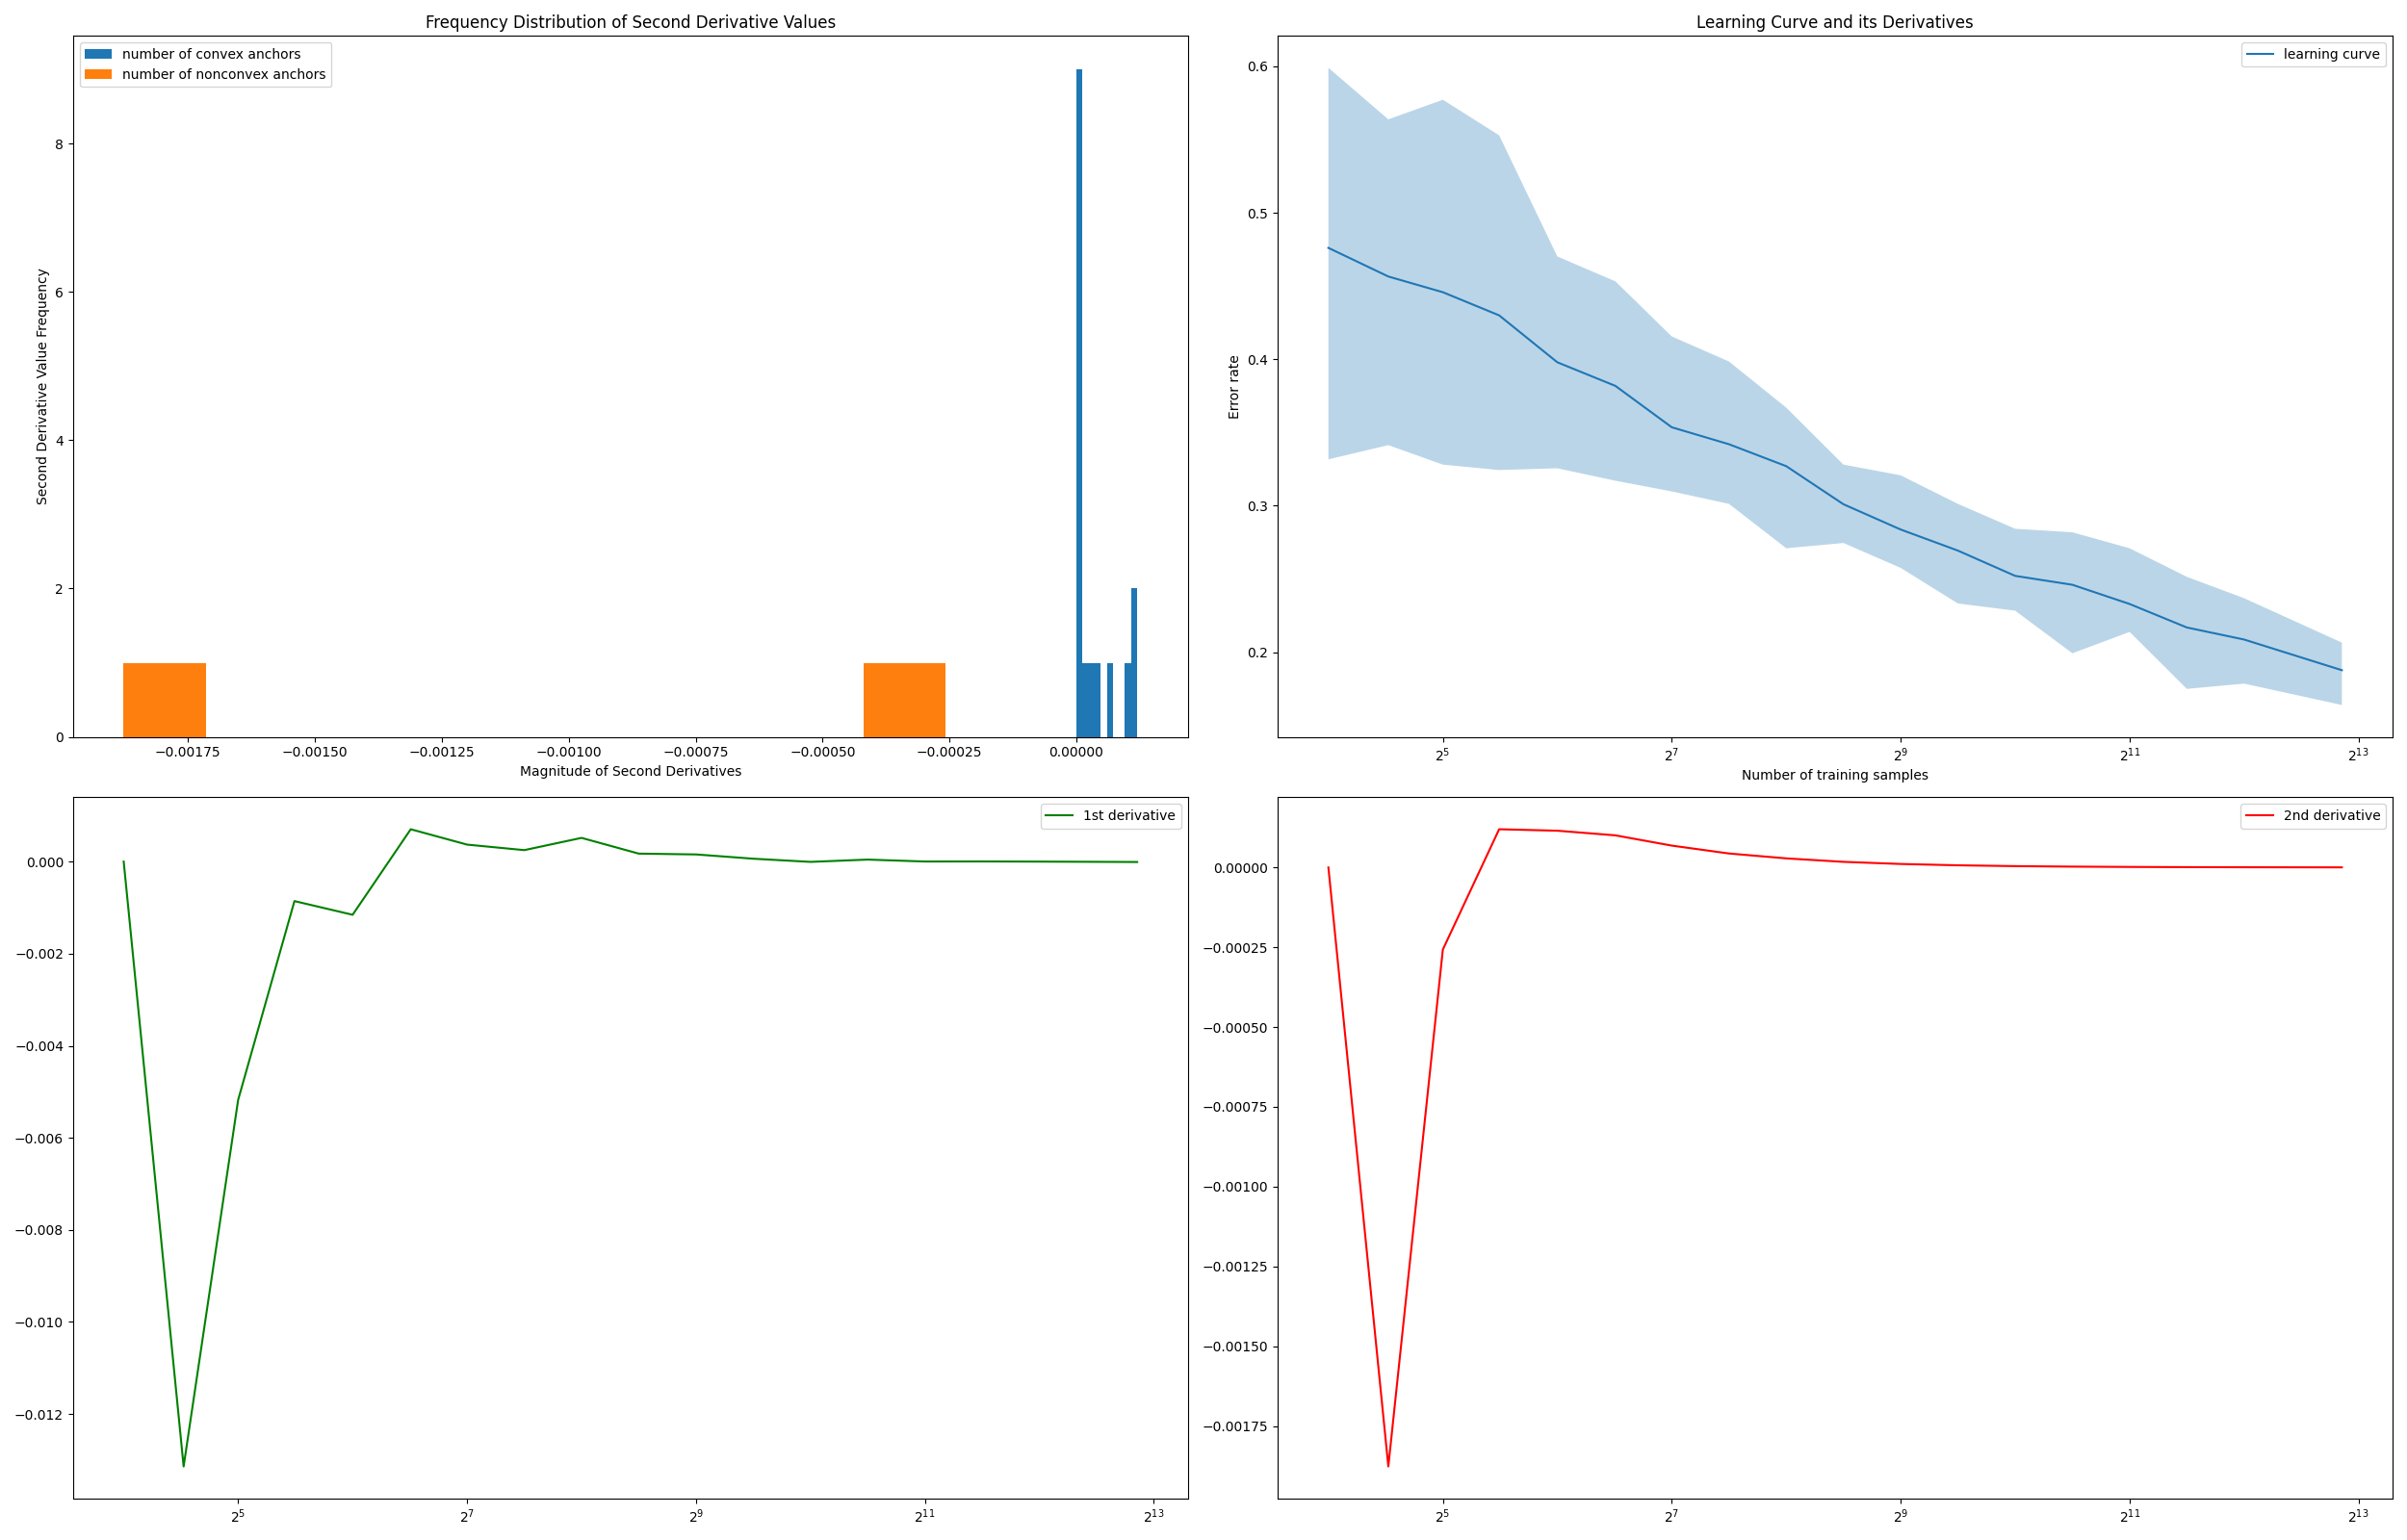 Frequency Distribution of Second Derivative Values
number of convex anchors
number of nonconvex anchors
Second Derivative Value Frequency
8
6
4
2
0
−0.00175 −0.00150 −0.00125 −0.00100 −0.00075 −0.00050 −0.00025 0.00000
Magnitude of Second Derivatives
Learning Curve and its Derivatives
learning curve
Error rate
0.6
0.5
0.4
0.3
0.2
2^5 2^7 2^9 2^11 2^13
Number of training samples
1st derivative
0.000
−0.002
−0.004
−0.006
−0.008
−0.010
−0.012
2^5 2^7 2^9 2^11 2^13
2nd derivative
0.00000
−0.00025
−0.00050
−0.00075
−0.00100
−0.00125
−0.00150
−0.00175
2^5 2^7 2^9 2^11 2^13